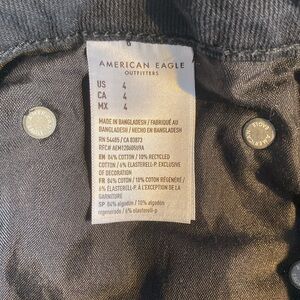 AMERICAN EAGLE
OUTFITTERS
US 4
CA 4
MX 4
MADE IN BANGLADESH / FABRIQUÉ AU
BANGLADESH / HECHO EN BANGLADESH
RN 54485 / CA 03873
EN 84% COTTON / 10% RECYCLED
COTTON / 6% ELASTERELL-P. EXCLUSIVE
OF DECORATION
FR 84% COTON / 10% COTON RÉGÉNÉRÉ /
6% ÉLASTERELL-P. À L'EXCEPTION DE LA
GARNITURE
SP 84% algodón / 10% algodón
regenerado / 6% elasterell-p